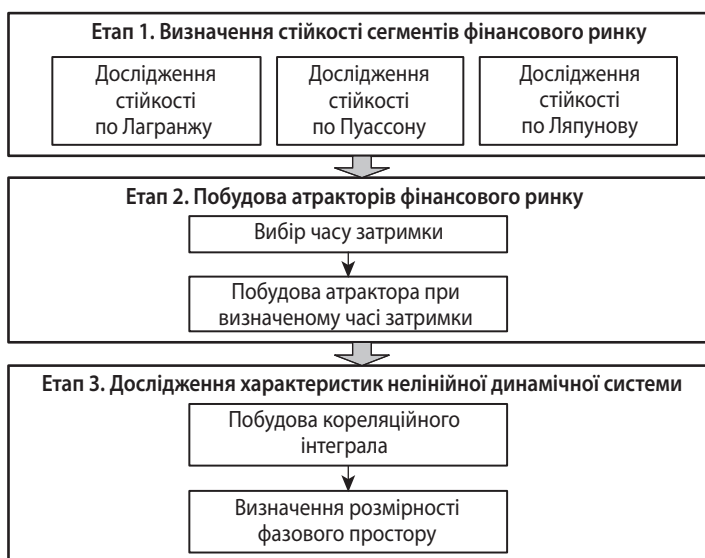 Етап 1. Визначення стійкості сегментів фінансового ринку
Дослідження
стійкості
по Лагранжу
Дослідження
стійкості
по Пуассону
Дослідження
стійкості
по Ляпунову
Етап 2. Побудова атракторів фінансового ринку
Вибір часу затримки
Побудова атрактора при
визначеному часі затримки
Етап 3. Дослідження характеристик нелінійної динамічної системи
Побудова кореляційного
інтеграла
Визначення розмірності
фазового простору